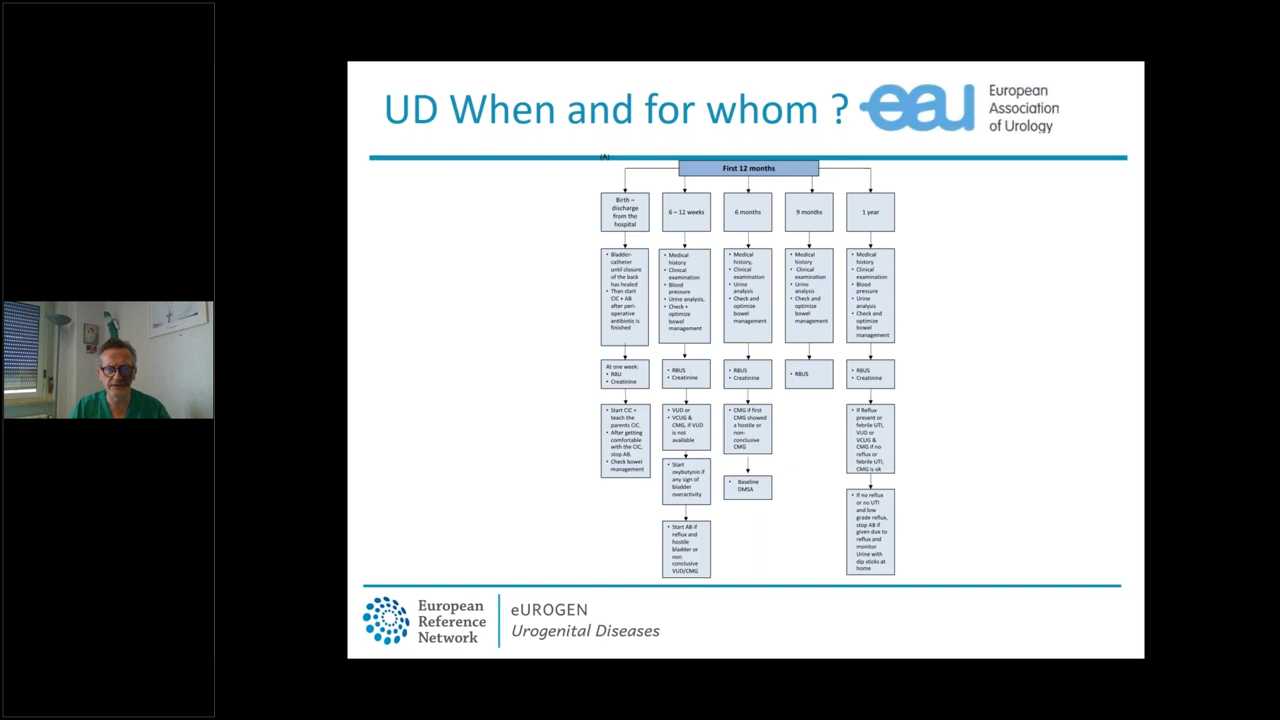 UD When and for whom ?
eau
European
Association
of Urology
(A)
First 12 months
Birth –
discharge
from the
hospital
6 – 12 weeks
6 months
9 months
1 year
• Bladder-
catheter
until closure
of the back
has healed
• Than start
CIC + AB
after peri-
operative
antibiotic is
finished
• Medical
history
• Clinical
examination
• Blood
pressure
• Urine analysis,
• Check +
optimize
bowel
management
• Medical
history,
• Clinical
examination
• Urine
analysis
• Check and
optimize
bowel
management
• Medical
history
• Clinical
examination
• Urine
analysis
• Check and
optimize
bowel
management
• Medical
history
• Clinical
examination
• Blood
pressure
• Urine
analysis
• Check and
optimize
bowel
management
At one week:
• RBU
• Creatinine
• RBUS
• Creatinine
• RBUS
• Creatinine
• RBUS
• RBUS
• Creatinine
• Start CIC +
teach the
parents CIC.
• After getting
comfortable
with the CIC,
stop AB.
• Check bowel
management
• VUD or
VCUG &
CMG, if VUD
is not
available
• CMG if first
CMG showed
a hostile or
non-
conclusive
CMG
• If Reflux
present or
febrile UTI,
VUD or
VCUG &
CMG if no
reflux or
febrile UTI,
CMG is ok
• Start
oxybutynin if
any sign of
bladder
overactivity
• Baseline
DMSA
• If no reflux
or no UTI
and low
grade reflux,
stop AB if
given due to
reflux and
monitor
Urine with
dip sticks at
home
• Start AB if
reflux and
hostile
bladder or
non
conclusive
VUD/CMG
European
Reference
Network
eUROGEN
Urogenital Diseases